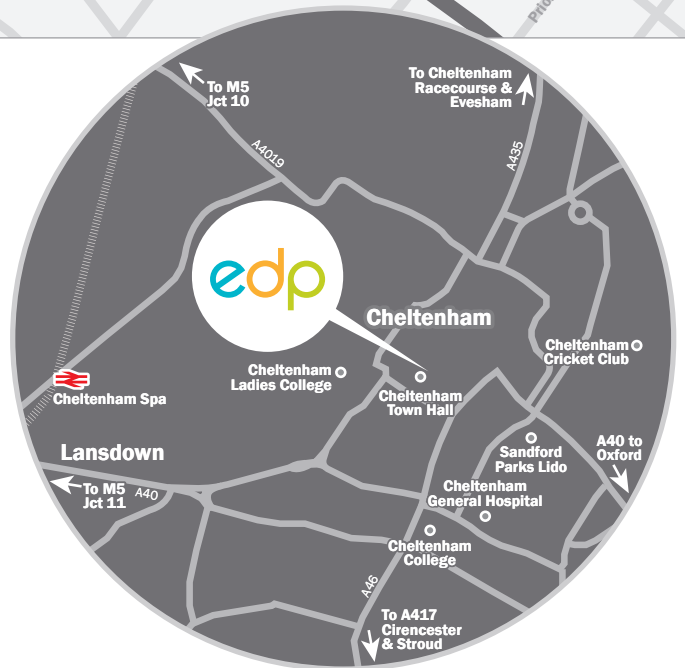 To M5
Jct 10
To Cheltenham
Racecourse &
Evesham
A4019
A435
edp
Cheltenham
Cheltenham
Cricket Club
Cheltenham
Ladies College
Cheltenham
Town Hall
Cheltenham Spa
Lansdown
Sandford
Parks Lido
A40 to
Oxford
To M5
Jct 11
A40
Cheltenham
General Hospital
Cheltenham
College
A46
To A417
Cirencester
& Stroud